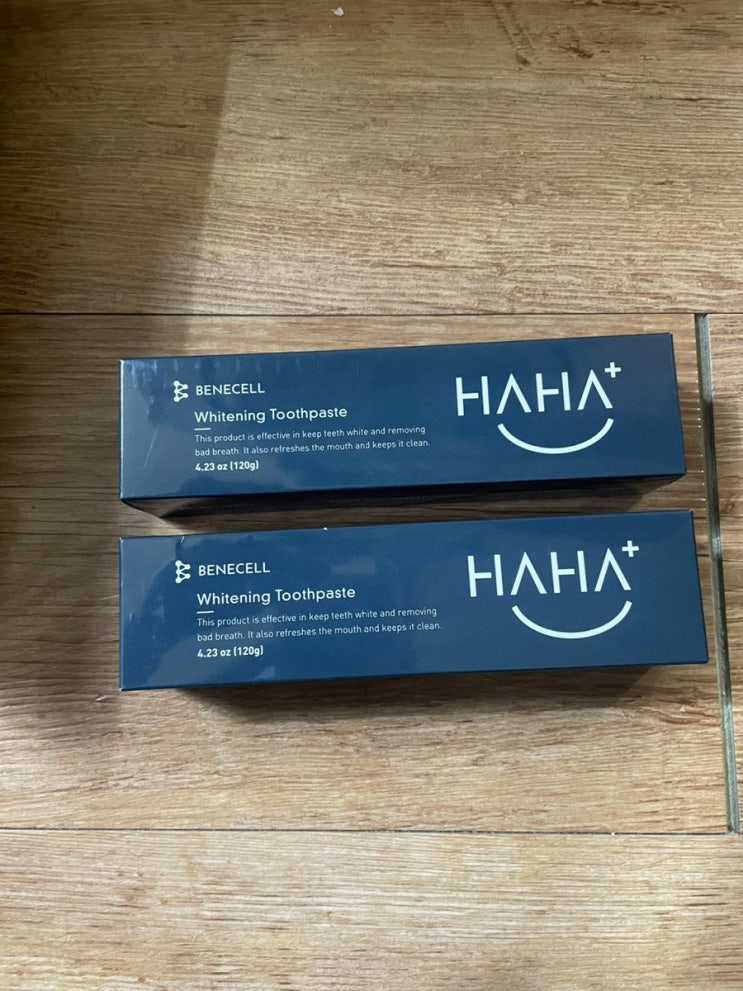 BENECELL
Whitening Toothpaste
This product is effective in keep teeth white and removing
bad breath. It also refreshes the mouth and keeps it clean.
4.23 oz (120g)
HAHA+
BENECELL
Whitening Toothpaste
This product is effective in keep teeth white and removing
bad breath. It also refreshes the mouth and keeps it clean.
4.23 oz (120g)
HAHA+